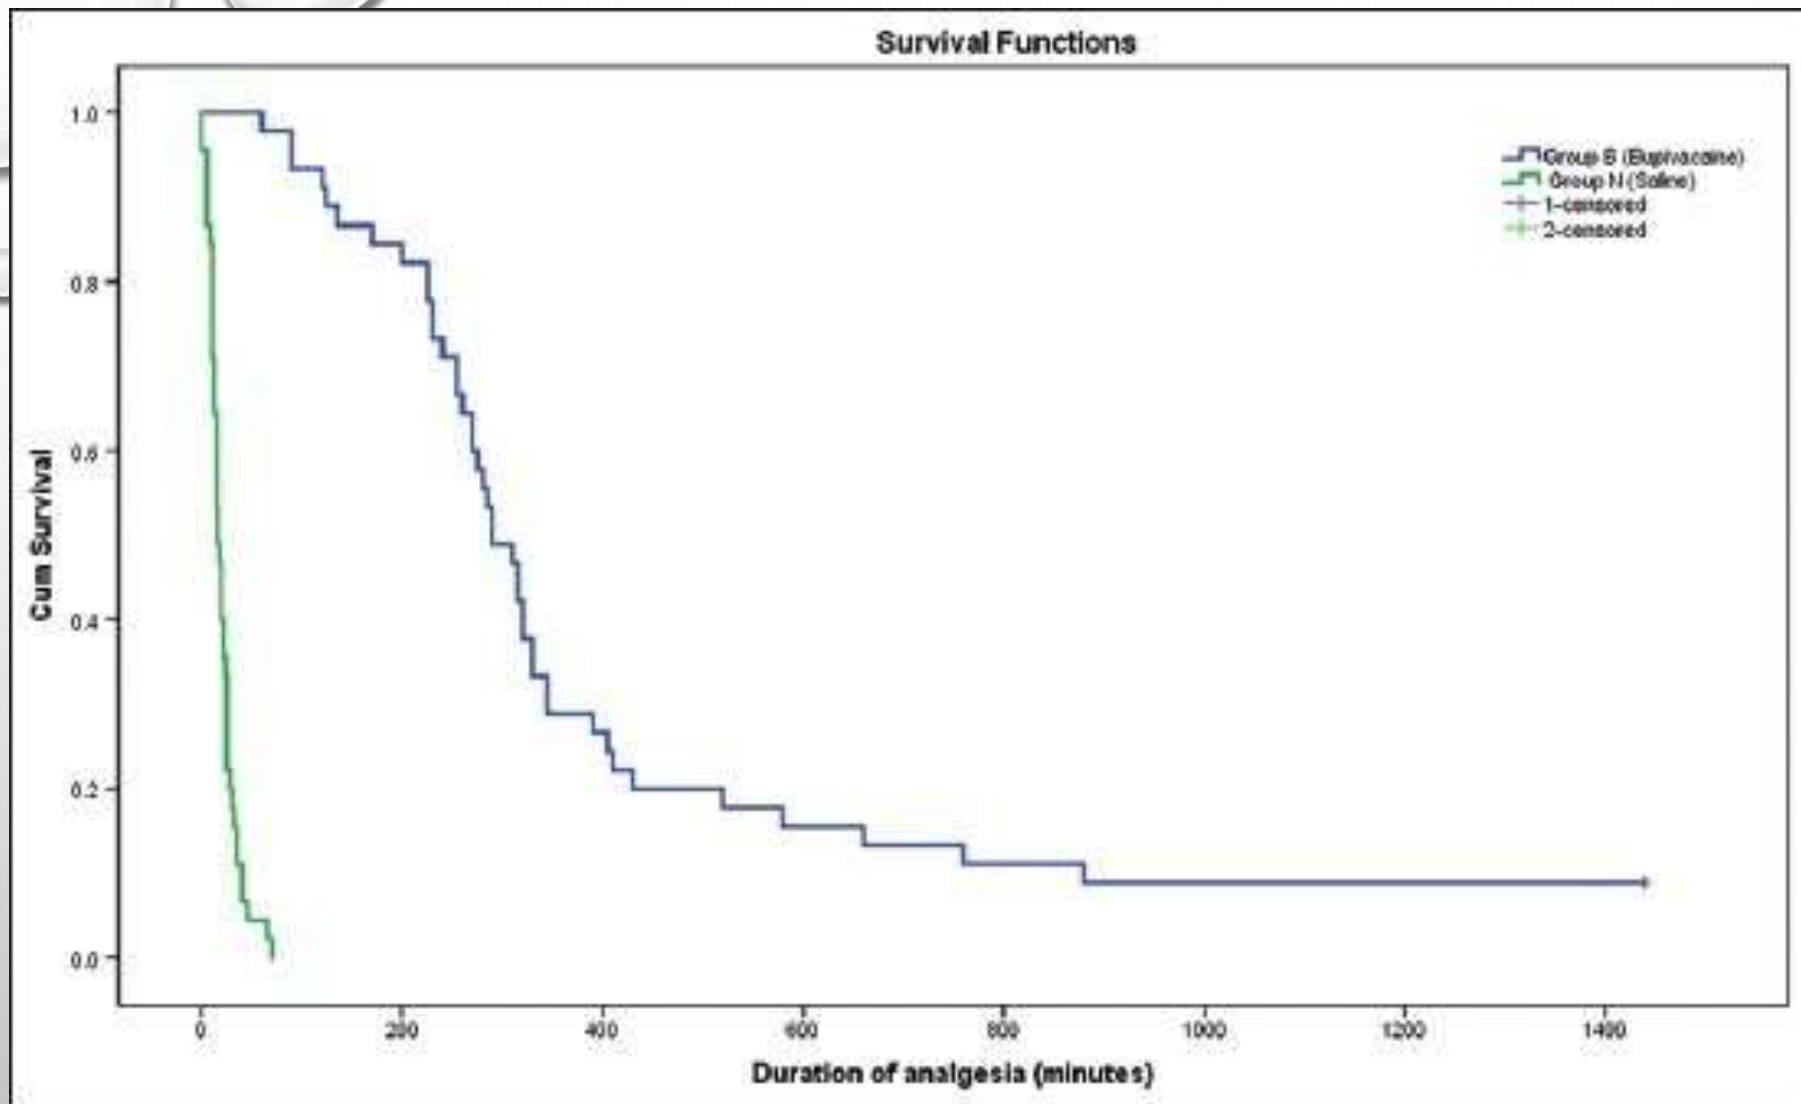 Survival Functions
1.0
0.8
0.6
0.4
0.2
0.0
Cum Survival
Group B (Bupivacaine)
Group N (Saline)
1-censored
2-censored
0 200 400 600 800 1000 1200 1400
Duration of analgesia (minutes)